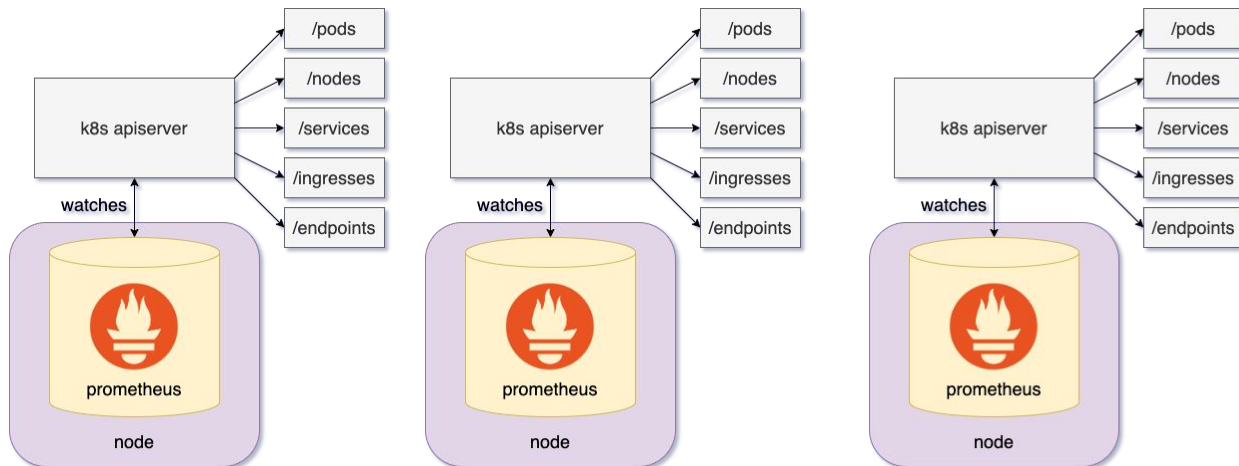 /pods
/nodes
k8s apiserver
/services
/ingresses
watches
/endpoints
prometheus
node
/pods
/nodes
k8s apiserver
/services
/ingresses
watches
/endpoints
prometheus
node
/pods
/nodes
k8s apiserver
/services
/ingresses
watches
/endpoints
prometheus
node